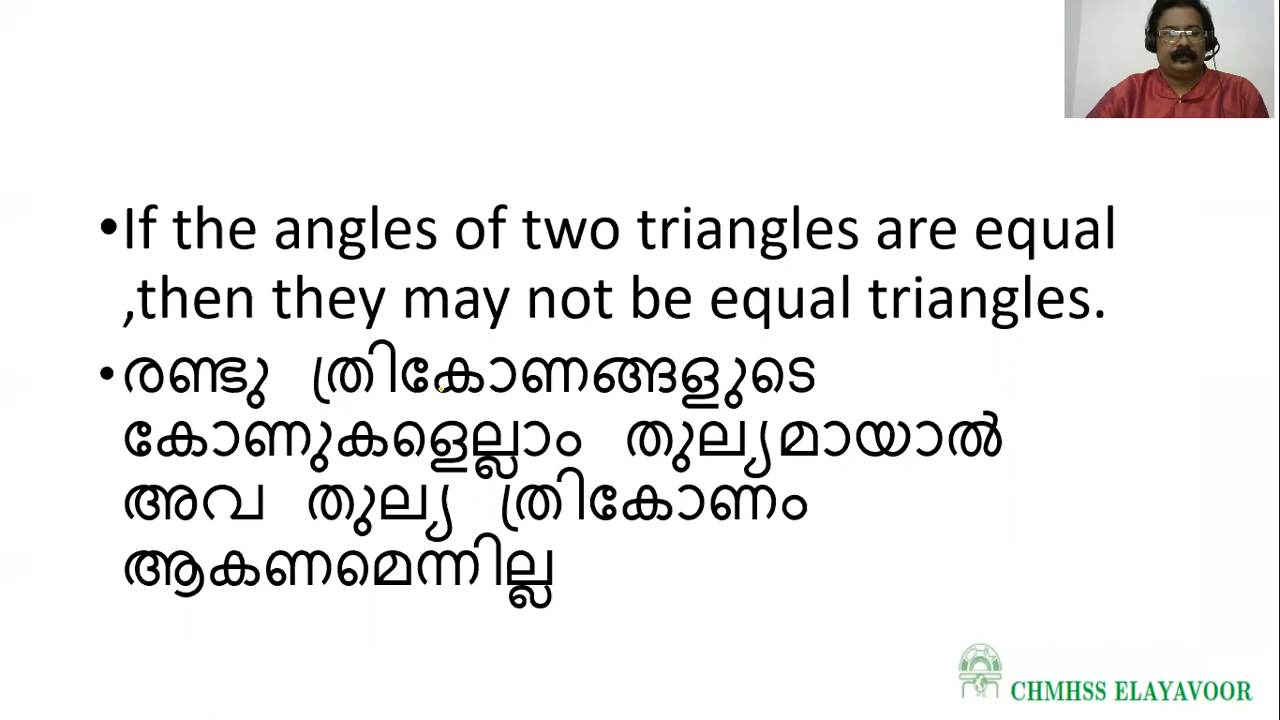 •If the angles of two triangles are equal
,then they may not be equal triangles.
•രണ്ടു ത്രികോണങ്ങളുടെ
കോണുകളെല്ലാം തുല്യമായാൽ
അവ തുല്യ ത്രികോണം
ആകണമെന്നില്ല
CHMHSS ELAYAVOOR